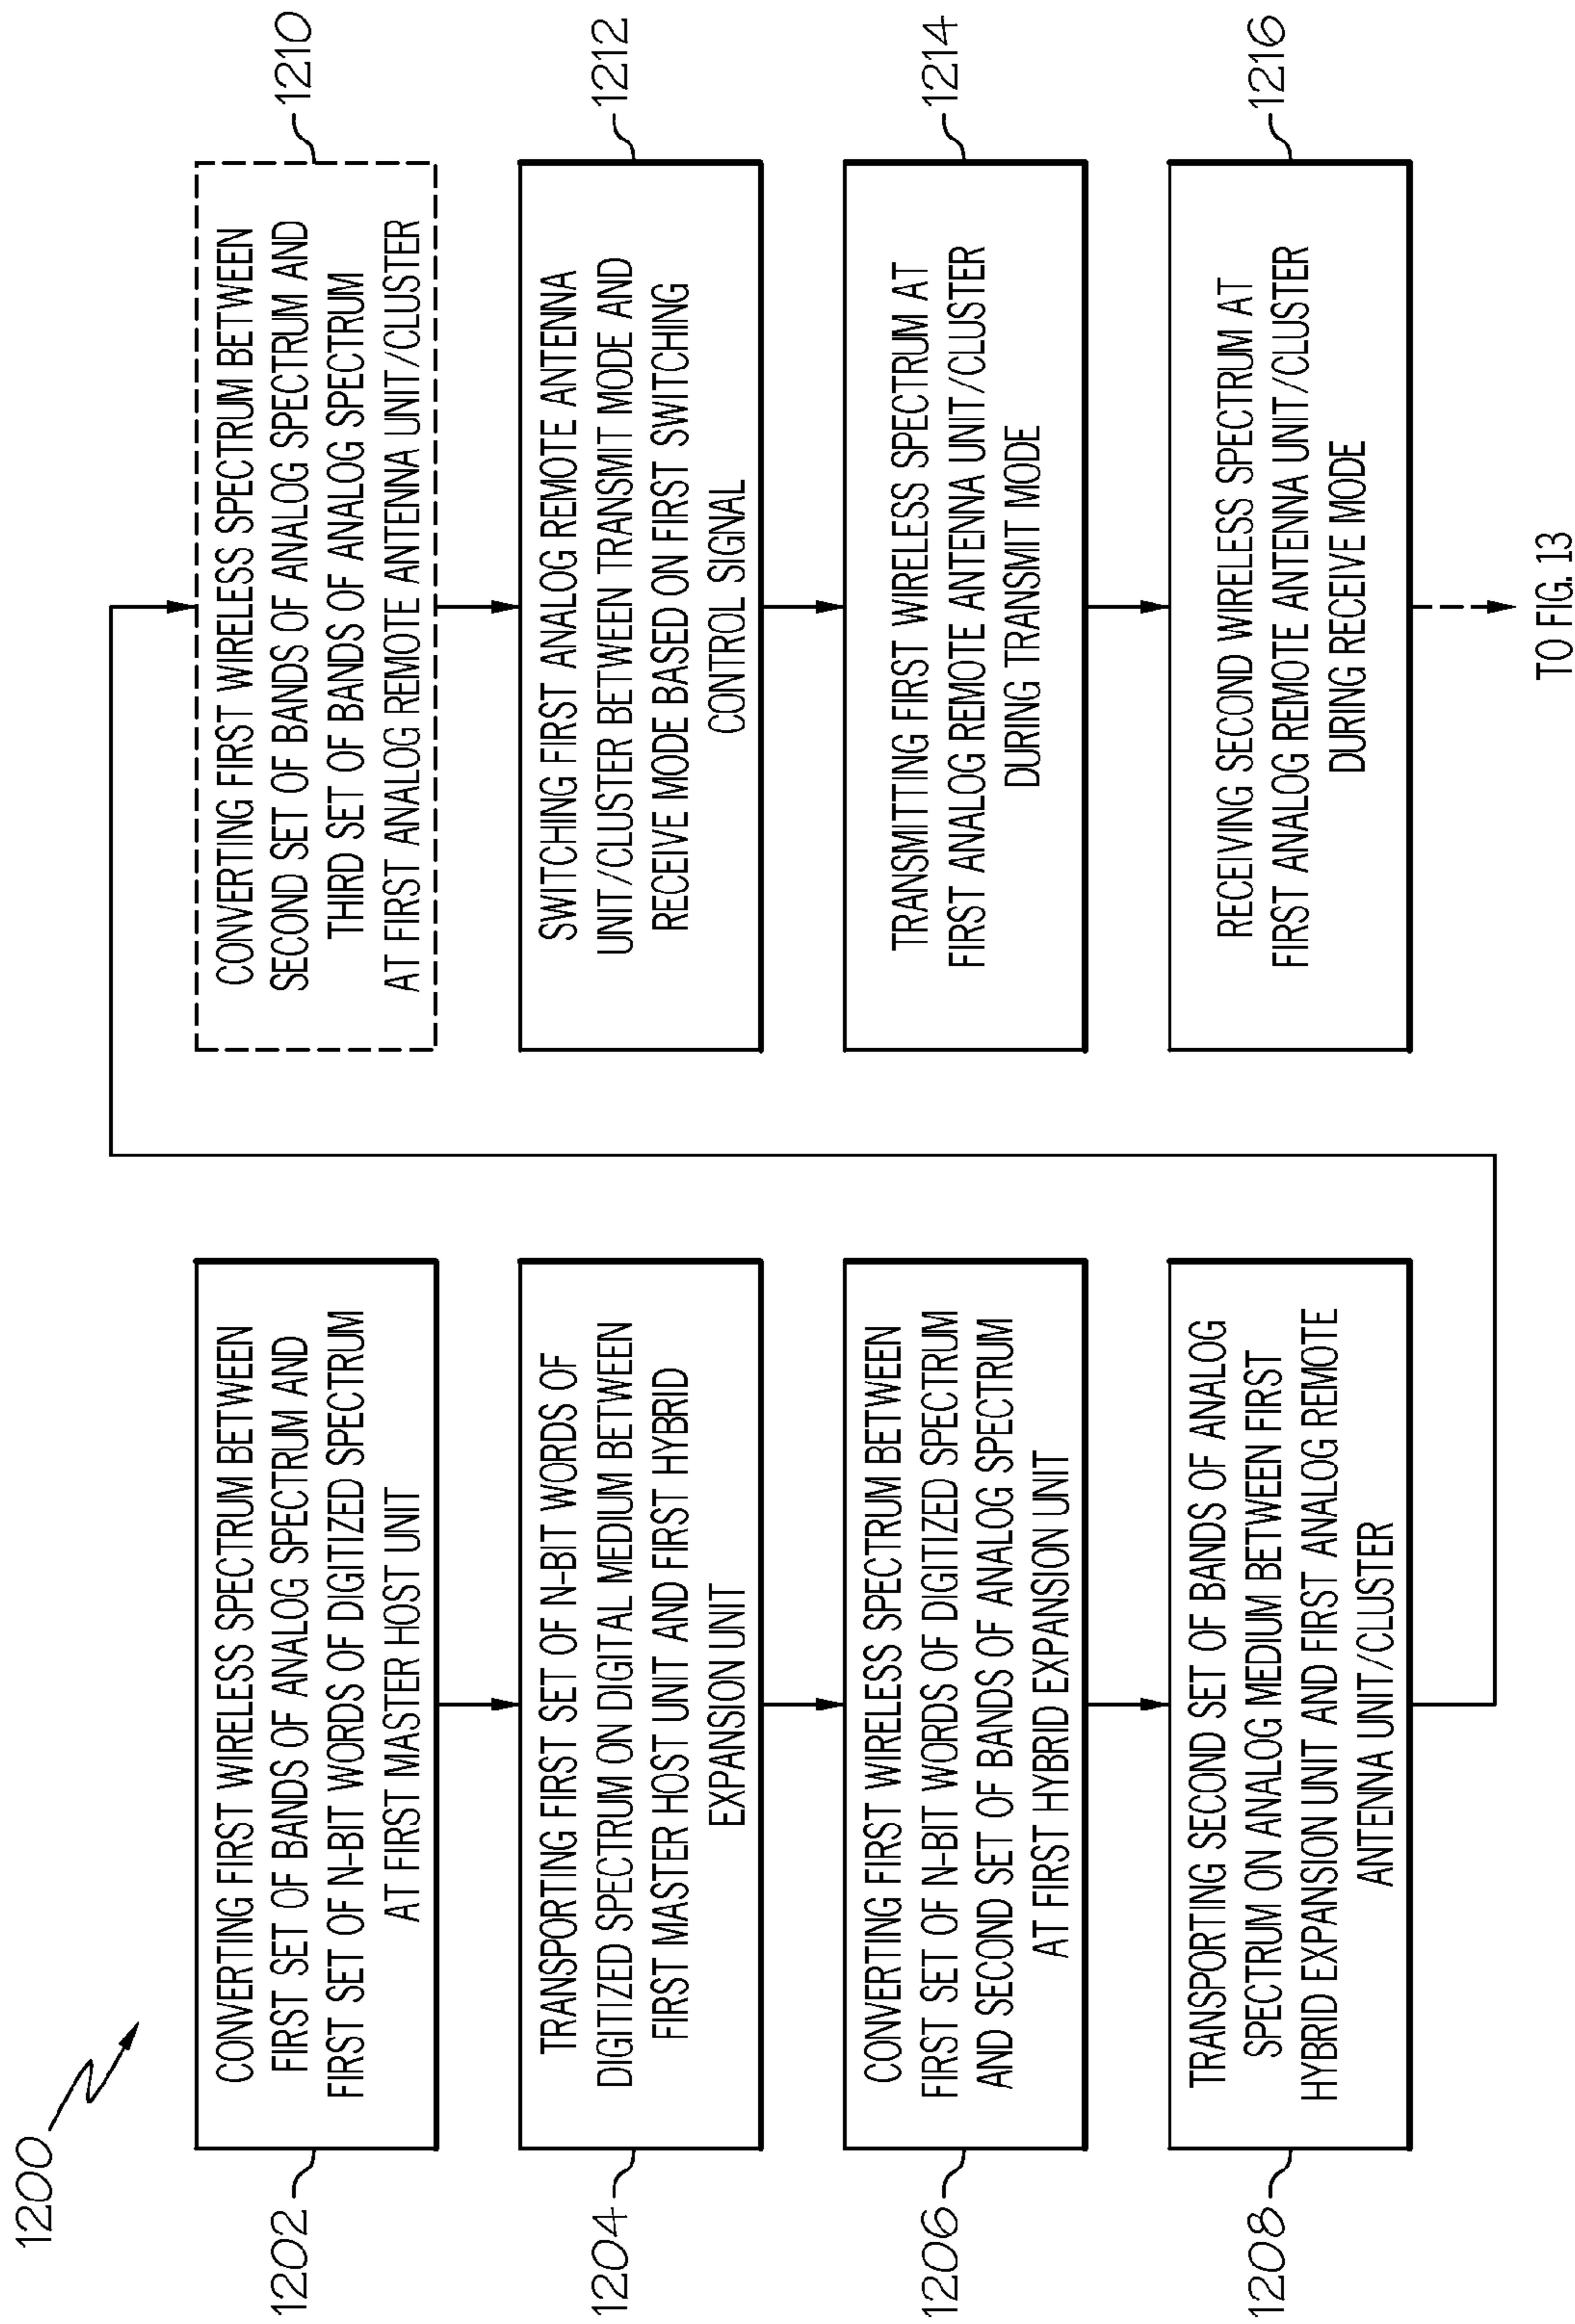 1200
1202
CONVERTING FIRST WIRELESS SPECTRUM BETWEEN
FIRST SET OF BANDS OF ANALOG SPECTRUM AND
FIRST SET OF N-BIT WORDS OF DIGITIZED SPECTRUM
AT FIRST MASTER HOST UNIT
1204
TRANSPORTING FIRST SET OF N-BIT WORDS OF
DIGITIZED SPECTRUM ON DIGITAL MEDIUM BETWEEN
FIRST MASTER HOST UNIT AND FIRST HYBRID
EXPANSION UNIT
1206
CONVERTING FIRST WIRELESS SPECTRUM BETWEEN
FIRST SET OF N-BIT WORDS OF DIGITIZED SPECTRUM
AND SECOND SET OF BANDS OF ANALOG SPECTRUM
AT FIRST HYBRID EXPANSION UNIT
1208
TRANSPORTING SECOND SET OF BANDS OF ANALOG
SPECTRUM ON ANALOG MEDIUM BETWEEN FIRST
HYBRID EXPANSION UNIT AND FIRST ANALOG REMOTE
ANTENNA UNIT/CLUSTER
1210
CONVERTING FIRST WIRELESS SPECTRUM BETWEEN
SECOND SET OF BANDS OF ANALOG SPECTRUM AND
THIRD SET OF BANDS OF ANALOG SPECTRUM
AT FIRST ANALOG REMOTE ANTENNA UNIT/CLUSTER
1212
SWITCHING FIRST ANALOG REMOTE ANTENNA
UNIT/CLUSTER BETWEEN TRANSMIT MODE AND
RECEIVE MODE BASED ON FIRST SWITCHING
CONTROL SIGNAL
1214
TRANSMITTING FIRST WIRELESS SPECTRUM AT
FIRST ANALOG REMOTE ANTENNA UNIT/CLUSTER
DURING TRANSMIT MODE
1216
RECEIVING SECOND WIRELESS SPECTRUM AT
FIRST ANALOG REMOTE ANTENNA UNIT/CLUSTER
DURING RECEIVE MODE
TO FIG. 13